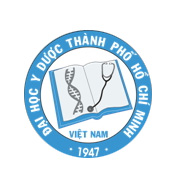 ĐẠI HỌC Y DƯỢC THÀNH PHỐ HỒ CHÍ MINH
VIỆT NAM
· 1947 ·